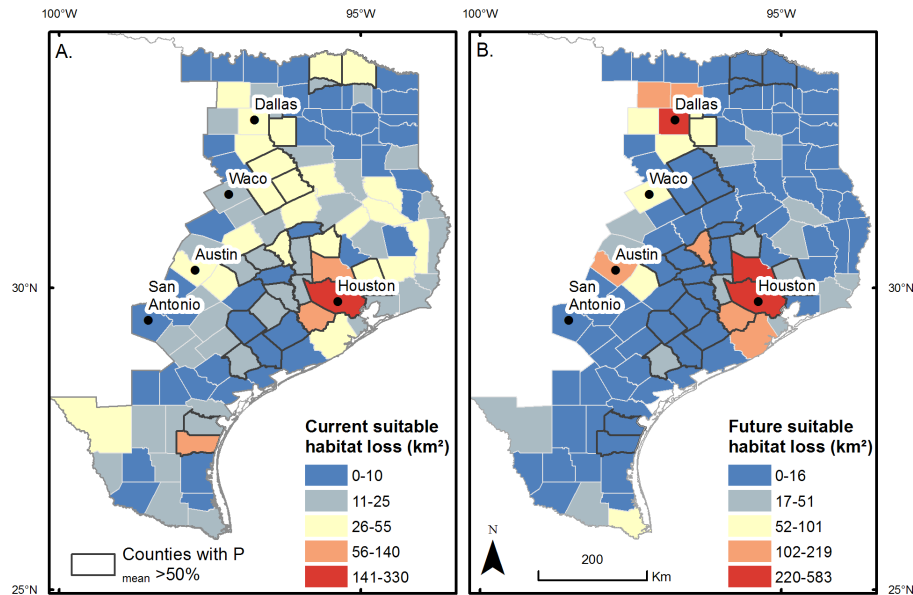 100°W
95°W
95°W
A.
Dallas
Waco
Austin
San
Antonio
Houston
30°N
Current suitable
habitat loss (km²)
0-10
11-25
26-55
56-140
141-330
Counties with P
mean >50%
25°N
100°W
B.
Dallas
Waco
Austin
San
Antonio
Houston
30°N
Future suitable
habitat loss (km²)
0-16
17-51
52-101
102-219
220-583
N
200
Km
25°N